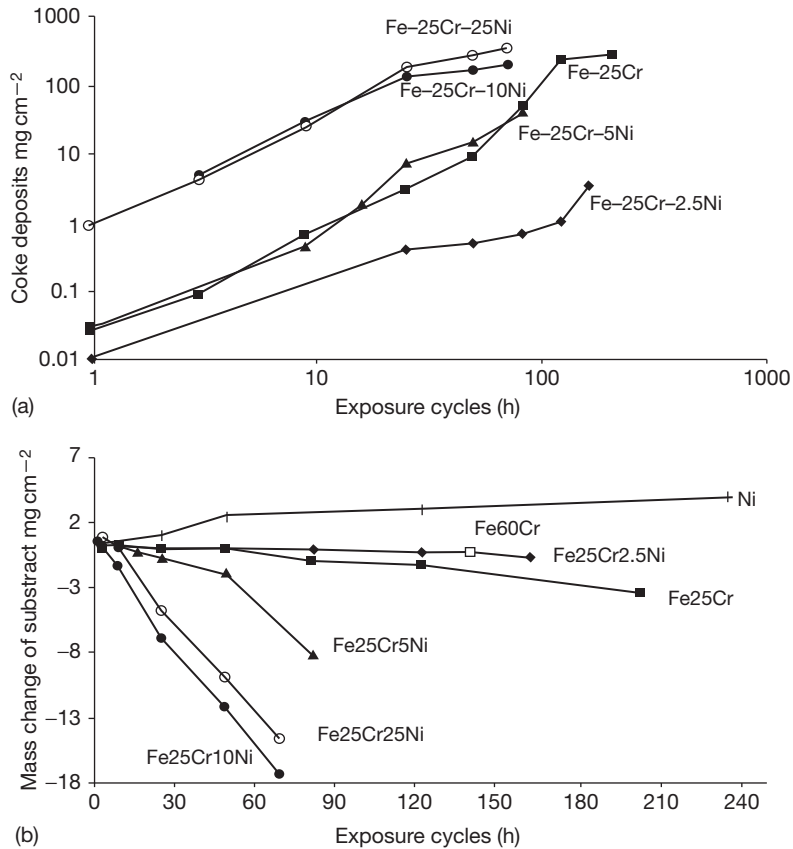 1000
100
10
1
0.1
0.01
Coke deposits mg cm−2
Fe–25Cr–25Ni
Fe–25Cr
Fe–25Cr–10Ni
Fe–25Cr–5Ni
Fe–25Cr–2.5Ni
1 10 100 1000
(a)
Exposure cycles (h)
7
2
−3
−8
−13
−18
Mass change of substract mg cm−2
Ni
Fe60Cr
Fe25Cr2.5Ni
Fe25Cr
Fe25Cr5Ni
Fe25Cr25Ni
Fe25Cr10Ni
0 30 60 90 120 150 180 210 240
(b)
Exposure cycles (h)